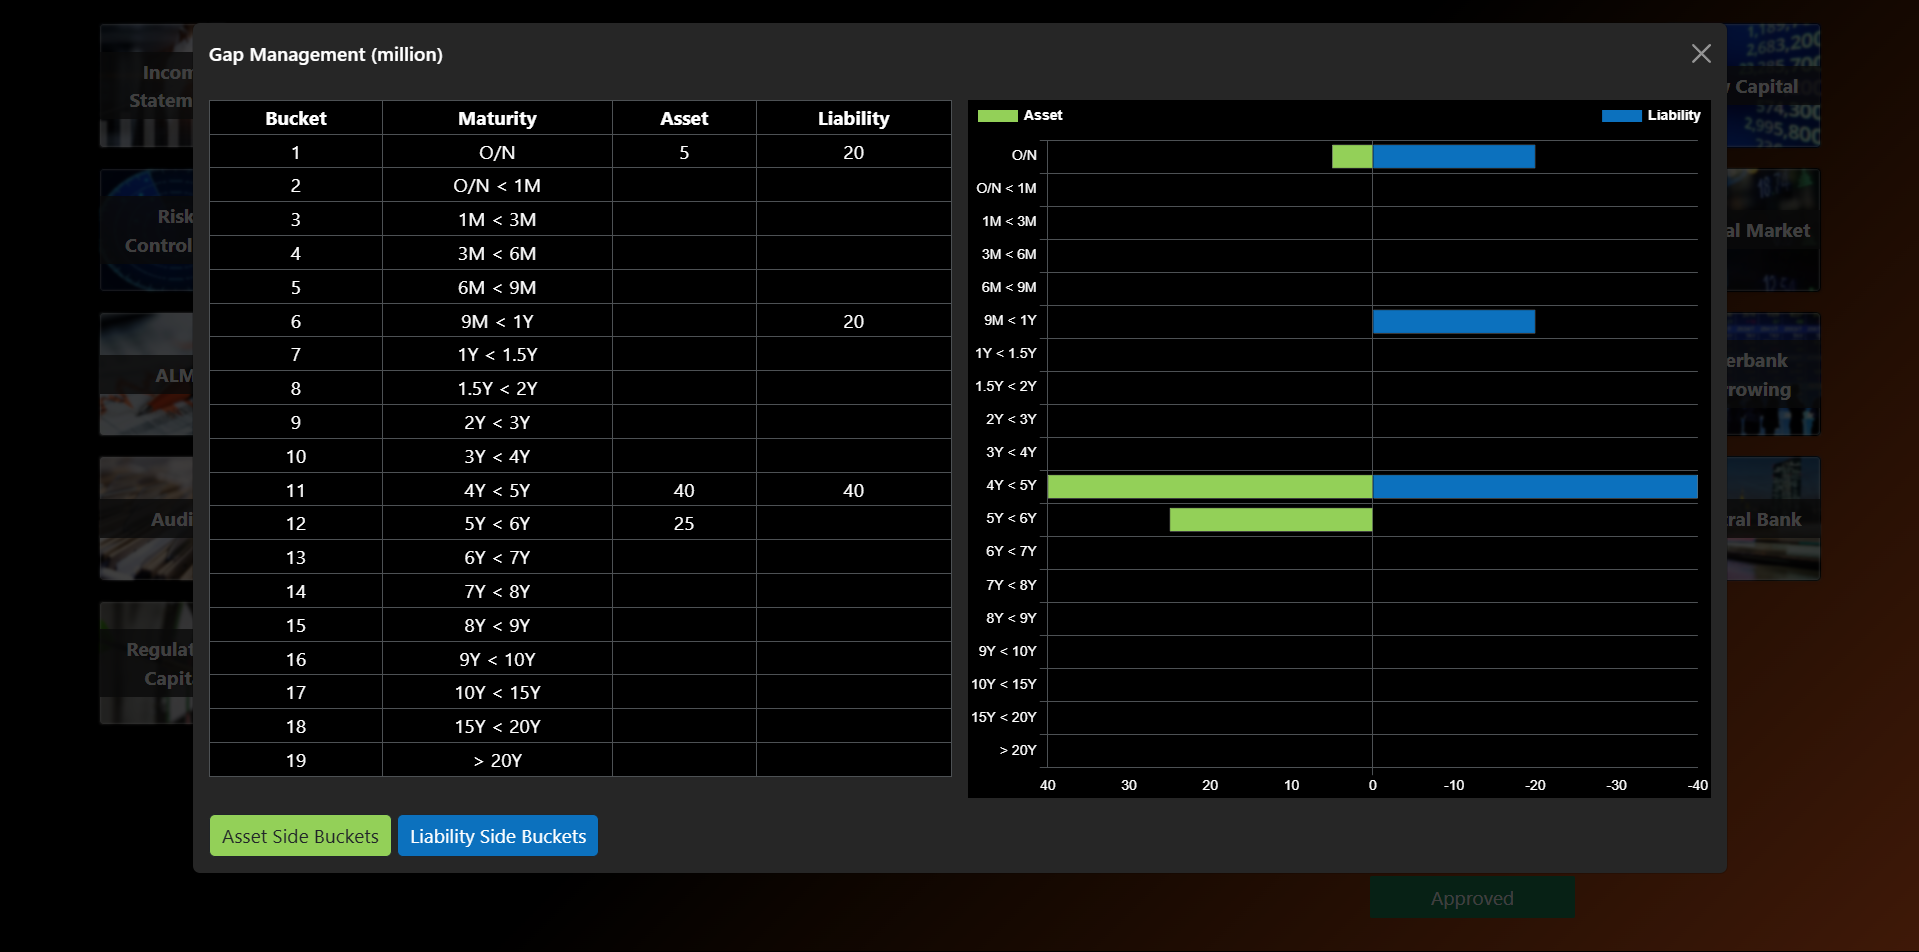 Gap Management (million)
Bucket Maturity Asset Liability
1 O/N 5 20
2 O/N < 1M
3 1M < 3M
4 3M < 6M
5 6M < 9M
6 9M < 1Y 20
7 1Y < 1.5Y
8 1.5Y < 2Y
9 2Y < 3Y
10 3Y < 4Y
11 4Y < 5Y 40 40
12 5Y < 6Y 25
13 6Y < 7Y
14 7Y < 8Y
15 8Y < 9Y
16 9Y < 10Y
17 10Y < 15Y
18 15Y < 20Y
19 > 20Y
Asset Liability
O/N
O/N < 1M
1M < 3M
3M < 6M
6M < 9M
9M < 1Y
1Y < 1.5Y
1.5Y < 2Y
2Y < 3Y
3Y < 4Y
4Y < 5Y
5Y < 6Y
6Y < 7Y
7Y < 8Y
8Y < 9Y
9Y < 10Y
10Y < 15Y
15Y < 20Y
> 20Y
40 30 20 10 0 -10 -20 -30 -40
Asset Side Buckets Liability Side Buckets
Incom
Statem
Risk
Control
ALM
Audi
Regulat
Capit
Capital
al Market
erbank
rowing
ral Bank
Approved